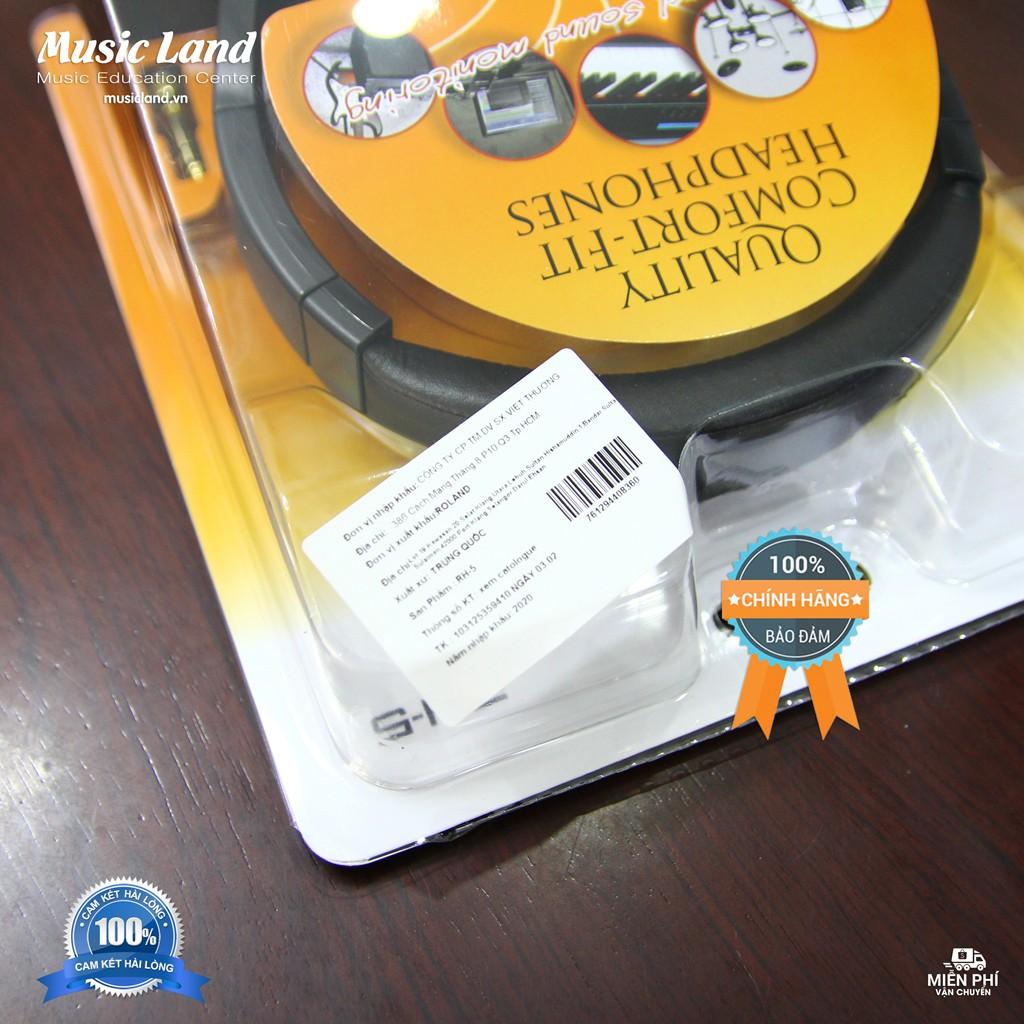 Music Land
Music Education Center
musicland.vn
sound monitoring
QUALITY
COMFORT-FIT
HEADPHONES
Đơn vị nhập khẩu: CÔNG TY CP TM DV SX VIỆT THƯƠNG
Địa chỉ: 386 Cách Mạng Tháng 8 P10 Q3 Tp.HCM
Đơn vị xuất khẩu: ROLAND
Xuất xứ: TRUNG QUỐC
Sản Phẩm: RH-5
Thông số KT: xem catologue
TK: 103125359410 NGÀY 03.02
Năm nhập khẩu: 2020
761294408360
100%
CHÍNH HÃNG
BẢO ĐẢM
CAM KẾT HÀI LÒNG
100%
CAM KẾT HÀI LÒNG
MIỄN PHÍ
VẬN CHUYỂN